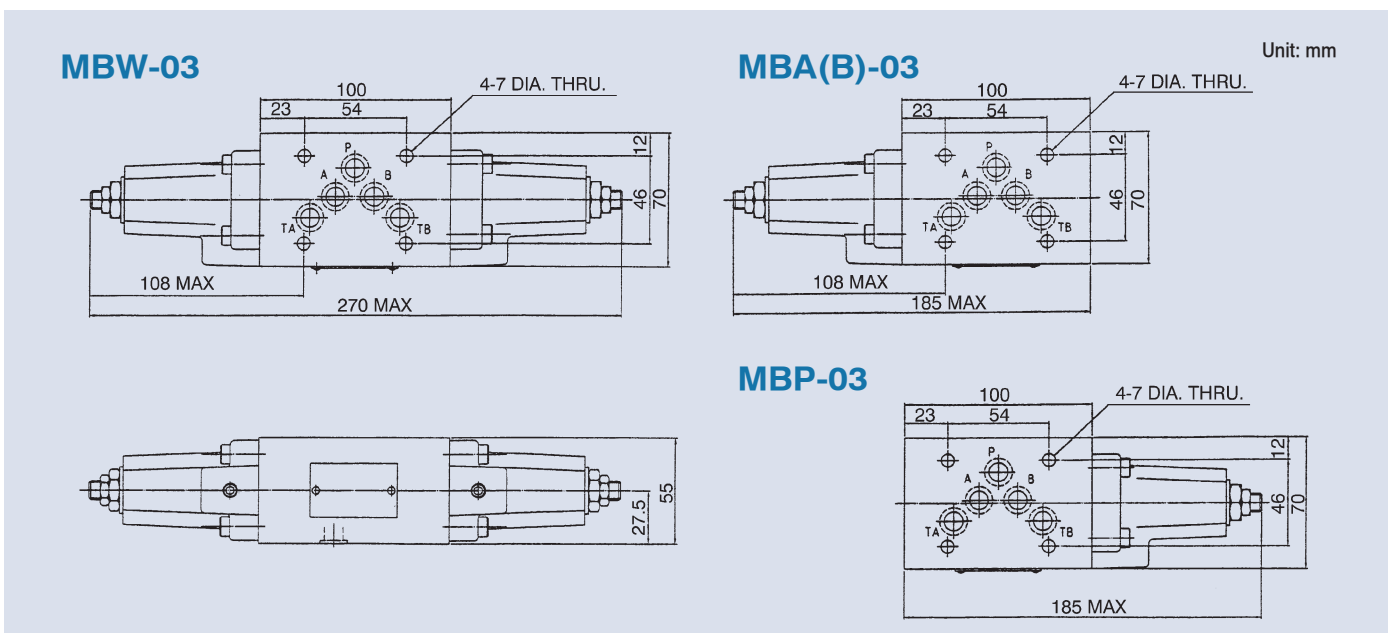 Unit: mm
MBW-03
4-7 DIA. THRU.
100
23
54
12
46
70
P
A
B
TA
TB
108 MAX
270 MAX
MBA(B)-03
4-7 DIA. THRU.
100
23
54
12
46
70
P
A
B
TA
TB
108 MAX
185 MAX
55
27.5
MBP-03
4-7 DIA. THRU.
100
23
54
12
46
70
P
A
B
TA
TB
185 MAX